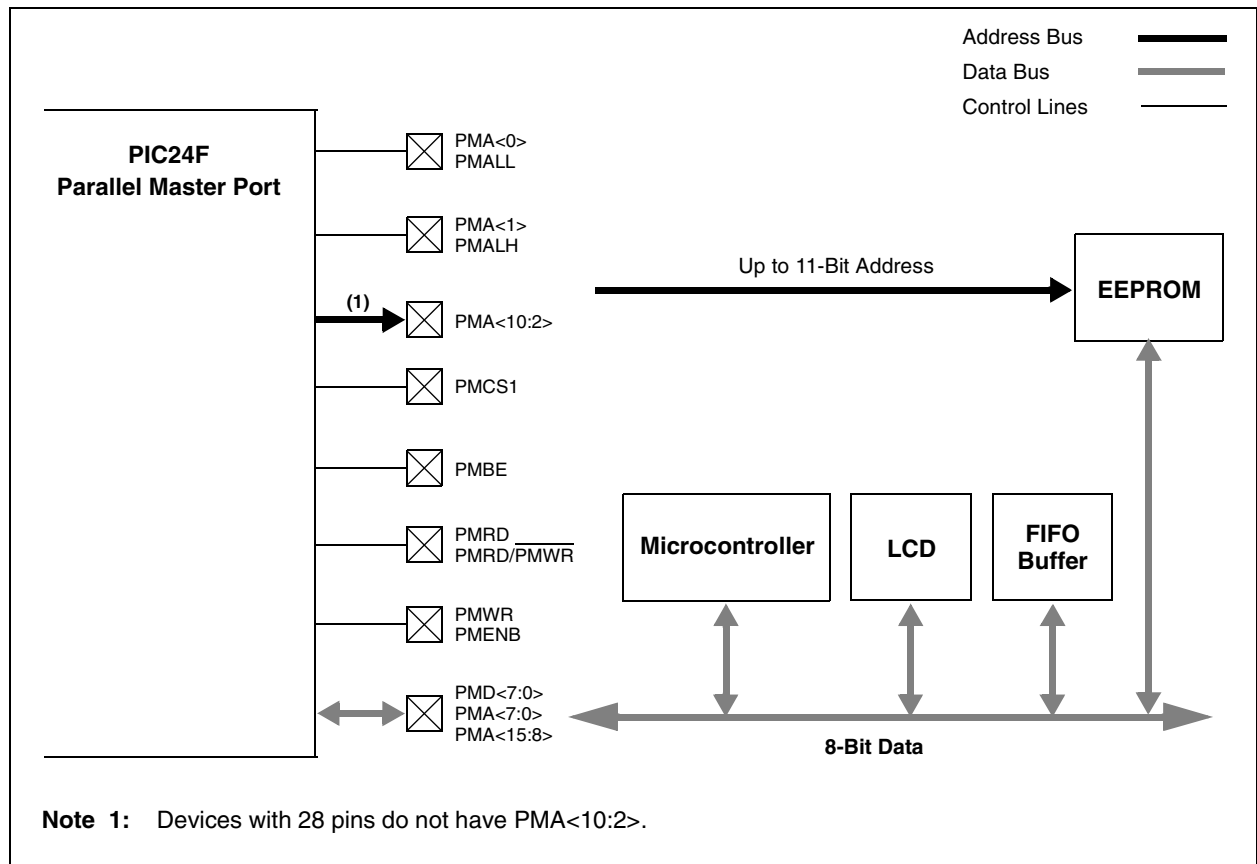 Address Bus
Data Bus
Control Lines
PIC24F
Parallel Master Port
PMA<0>
PMALL
PMA<1>
PMALH
Up to 11-Bit Address
EEPROM
(1)
PMA<10:2>
PMCS1
PMBE
PMRD
PMRD/PMWR
Microcontroller
LCD
FIFO
Buffer
PMWR
PMENB
PMD<7:0>
PMA<7:0>
PMA<15:8>
8-Bit Data
Note 1: Devices with 28 pins do not have PMA<10:2>.